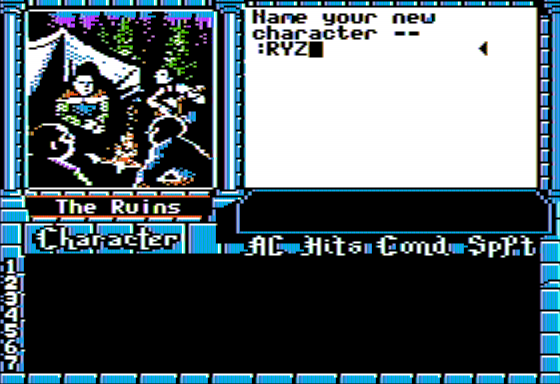 Name your new
character --
:RYZ
The Ruins
Character AC Hits Cond SpPt
1
2
3
4
5
6
7